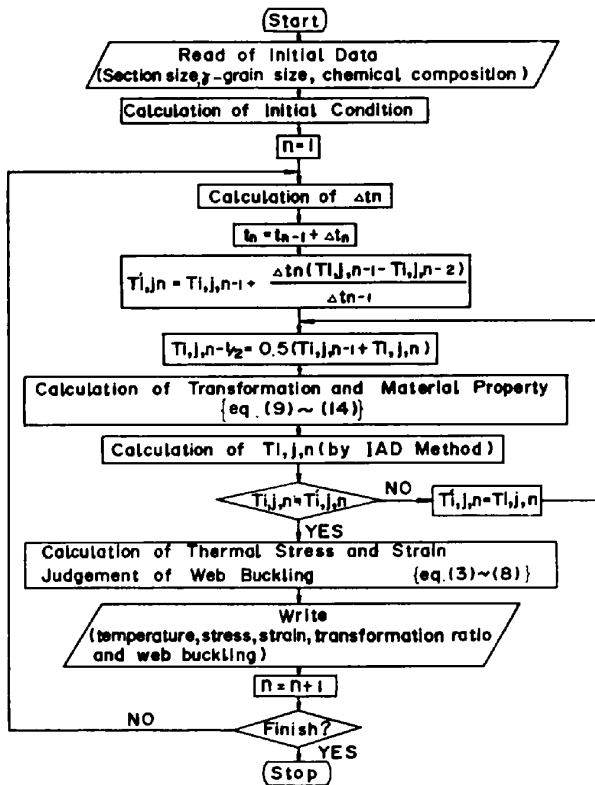 Start
Read of Initial Data
(Section size, γ-grain size, chemical composition)
Calculation of Initial Condition
n=1
Calculation of Δtn
tn = tn-1 + Δtn
T'i,jn = Ti,j,n-1 + Δtn(Ti,j,n-1 - Ti,j,n-2) / Δtn-1
Ti,j,n-1/2 = 0.5(Ti,j,n-1 + Ti,j,n)
Calculation of Transformation and Material Property
{eq. (9) ~ (14)}
Calculation of Ti,j,n (by IAD Method)
Ti,j,n ≒ T'i,j,n
NO
T'i,j,n = Ti,j,n
YES
Calculation of Thermal Stress and Strain
Judgement of Web Buckling {eq.(3)~(8)}
Write
(temperature, stress, strain, transformation ratio
and web buckling)
n = n+1
NO
Finish?
YES
Stop